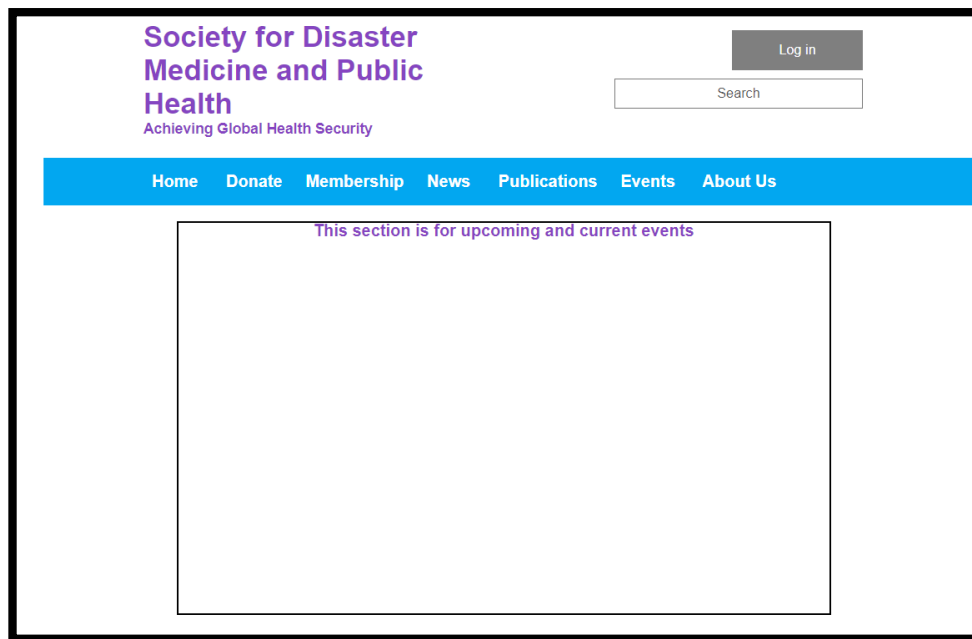 Society for Disaster
Medicine and Public
Health
Achieving Global Health Security
Log in
Search
Home Donate Membership News Publications Events About Us
This section is for upcoming and current events